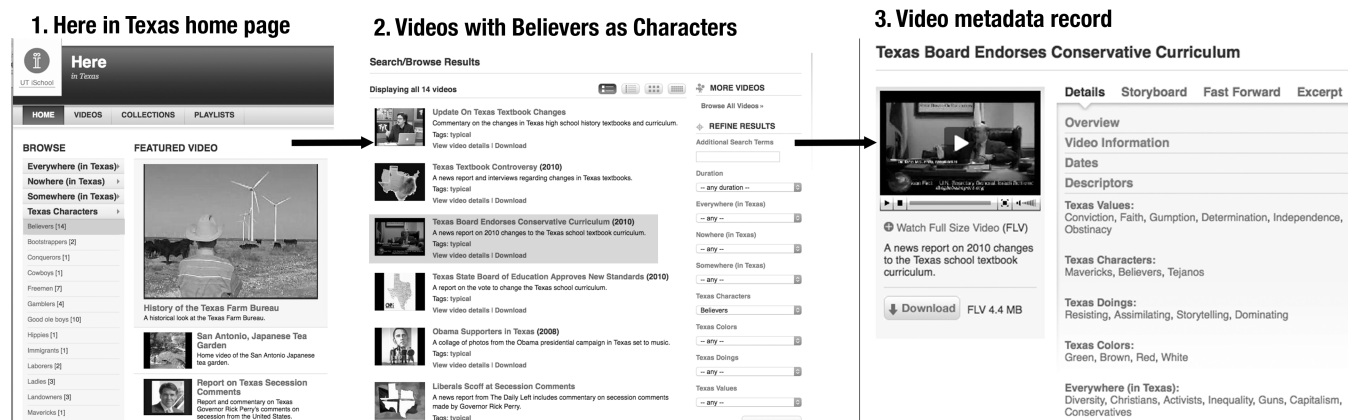 1. Here in Texas home page
UT iSchool
Here
in Texas
HOME VIDEOS COLLECTIONS PLAYLISTS
BROWSE
Everywhere (in Texas)
Nowhere (in Texas)
Somewhere (in Texas)
Texas Characters
Believers [14]
Bootstrappers [2]
Conquerors [1]
Cowboys [1]
Freemen [7]
Gamblers [4]
Good ole boys [10]
Hippies [1]
Immigrants [1]
Laborers [2]
Ladies [3]
Landowners [3]
Mavericks [1]
FEATURED VIDEO
History of the Texas Farm Bureau
A historical look at the Texas Farm Bureau.
San Antonio, Japanese Tea
Garden
Home video of the San Antonio Japanese
tea garden.
Report on Texas Secession
Comments
Report and commentary on Texas
Governor Rick Perry's comments on
secession from the United States.
2. Videos with Believers as Characters
Search/Browse Results
Displaying all 14 videos
Update On Texas Textbook Changes
Commentary on the changes in Texas high school history textbooks and curriculum.
Tags: typical
View video details | Download
Texas Textbook Controversy (2010)
A news report and interviews regarding changes in Texas textbooks.
Tags: typical
View video details | Download
Texas Board Endorses Conservative Curriculum (2010)
A news report on 2010 changes to the Texas school textbook curriculum.
Tags: typical
View video details | Download
Texas State Board of Education Approves New Standards (2010)
A report on the vote to change the Texas school curriculum.
Tags: typical
View video details | Download
Obama Supporters in Texas (2008)
A collage of photos from the Obama presidential campaign in Texas set to music.
Tags: typical
View video details | Download
Liberals Scoff at Secession Comments
A news report from The Daily Left includes commentary on secession comments
made by Governor Rick Perry.
Tags: typical
MORE VIDEOS
Browse All Videos »
REFINE RESULTS
Additional Search Terms
Duration
-- any duration --
Everywhere (in Texas)
-- any --
Nowhere (in Texas)
-- any --
Somewhere (in Texas)
-- any --
Texas Characters
Believers
Texas Colors
-- any --
Texas Doings
-- any --
Texas Values
-- any --
3. Video metadata record
Texas Board Endorses Conservative Curriculum
Watch Full Size Video (FLV)
A news report on 2010 changes
to the Texas school textbook
curriculum.
Download FLV 4.4 MB
Details Storyboard Fast Forward Excerpt
Overview
Video Information
Dates
Descriptors
Texas Values:
Conviction, Faith, Gumption, Determination, Independence,
Obstinacy
Texas Characters:
Mavericks, Believers, Tejanos
Texas Doings:
Resisting, Assimilating, Storytelling, Dominating
Texas Colors:
Green, Brown, Red, White
Everywhere (in Texas):
Diversity, Christians, Activists, Inequality, Guns, Capitalism,
Conservatives